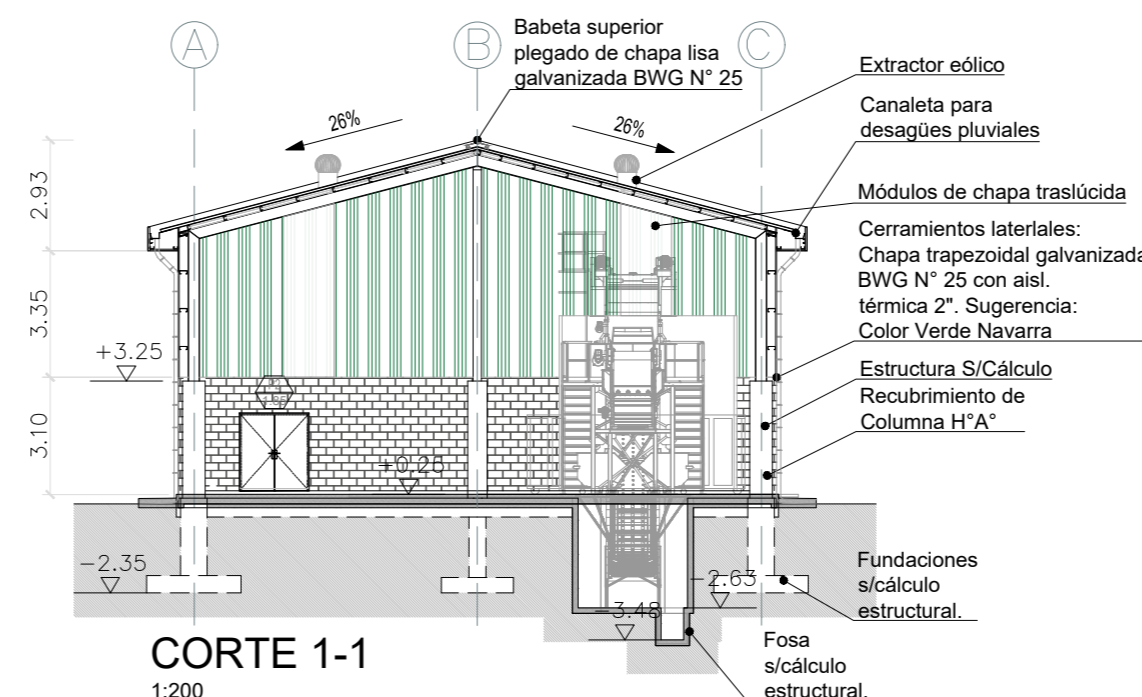 A
B
C
Babeta superior
plegado de chapa lisa
galvanizada BWG N° 25
Extractor eólico
Canaleta para
desagües pluviales
26%
26%
Módulos de chapa traslúcida
Cerramientos laterlales:
Chapa trapezoidal galvanizada
BWG N° 25 con aisl.
térmica 2". Sugerencia:
Color Verde Navarra
2.93
3.35
3.10
+3.25
Estructura S/Cálculo
Recubrimiento de
Columna H°A°
-2.35
-2.63
-3.48
Fundaciones
s/cálculo
estructural.
Fosa
s/cálculo
estructural.
CORTE 1-1
1:200